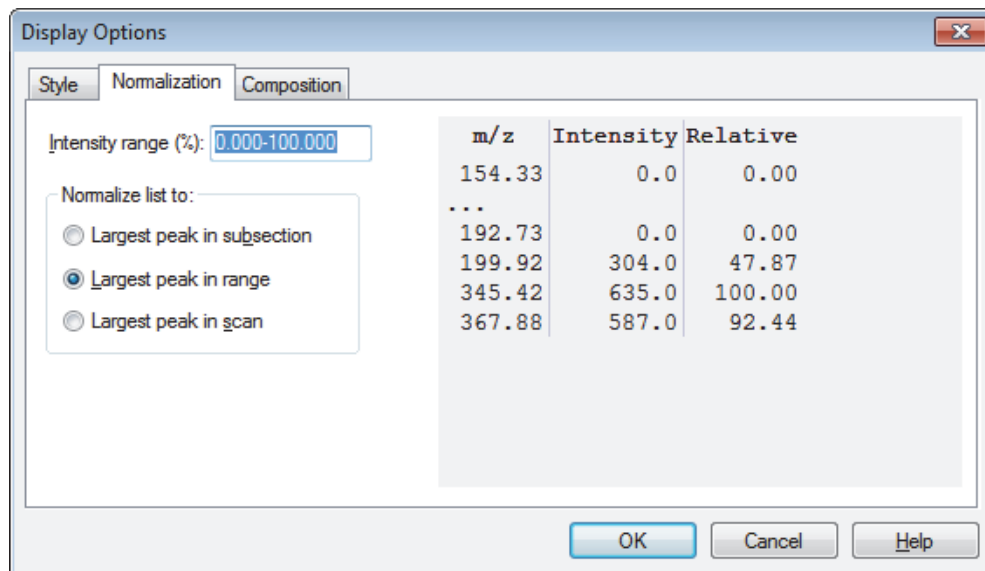 Display Options
Style Normalization Composition
Intensity range (%): 0.000-100.000
Normalize list to:
Largest peak in subsection
Largest peak in range
Largest peak in scan
m/z Intensity Relative
154.33 0.0 0.00
...
192.73 0.0 0.00
199.92 304.0 47.87
345.42 635.0 100.00
367.88 587.0 92.44
OK Cancel Help